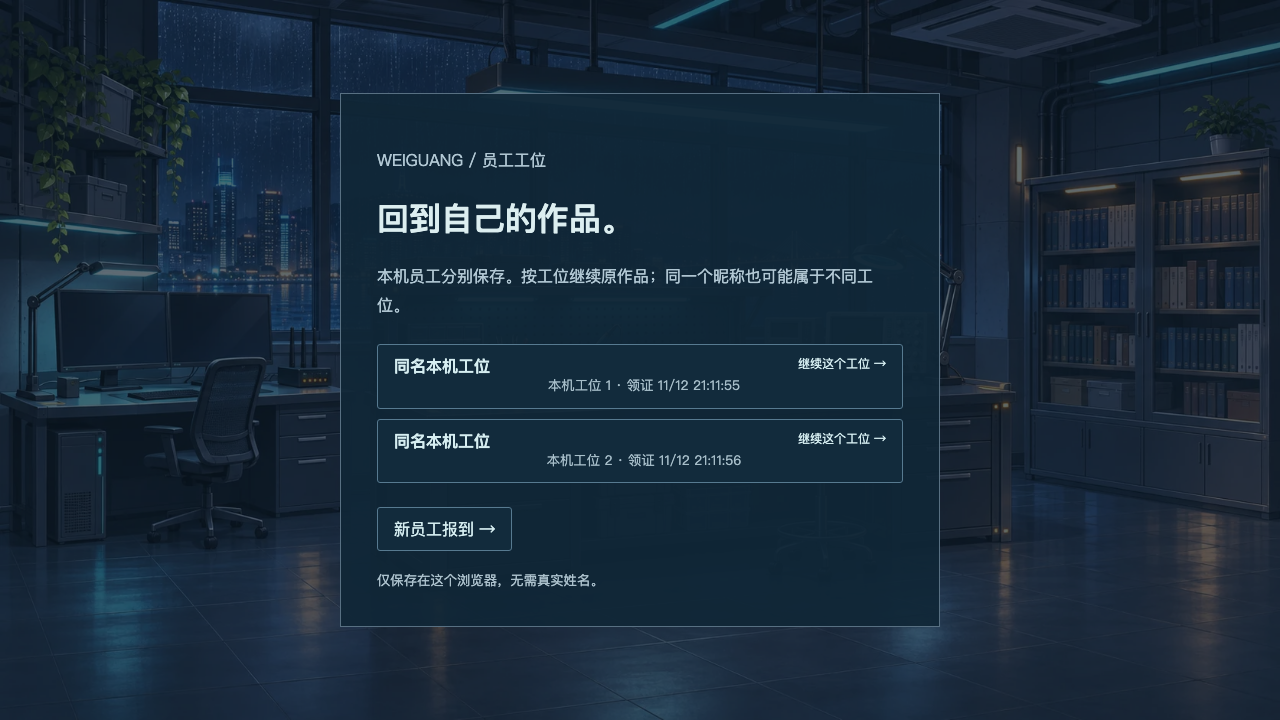 WEIGUANG / 员工工位
回到自己的作品。
本机员工分别保存。按工位继续原作品；同一个昵称也可能属于不同工
位。
同名本机工位
继续这个工位 →
本机工位 1 · 领证 11/12 21:11:55
同名本机工位
继续这个工位 →
本机工位 2 · 领证 11/12 21:11:56
新员工报到 →
仅保存在这个浏览器，无需真实姓名。